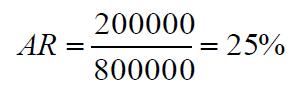 AR = 200000 / 800000 = 25%